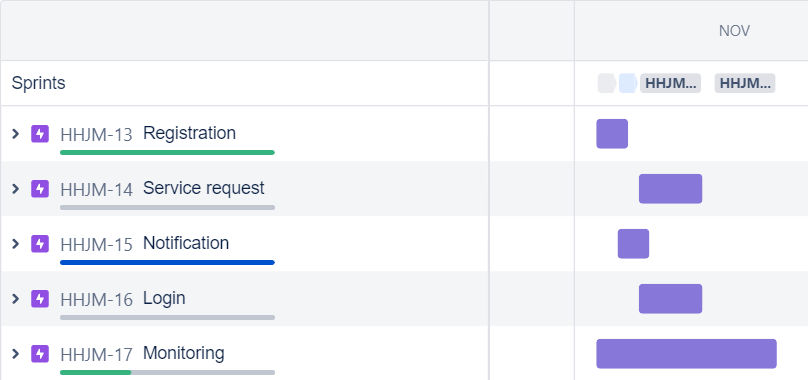 NOV
Sprints HHJM... HHJM...
HHJM-13 Registration
HHJM-14 Service request
HHJM-15 Notification
HHJM-16 Login
HHJM-17 Monitoring